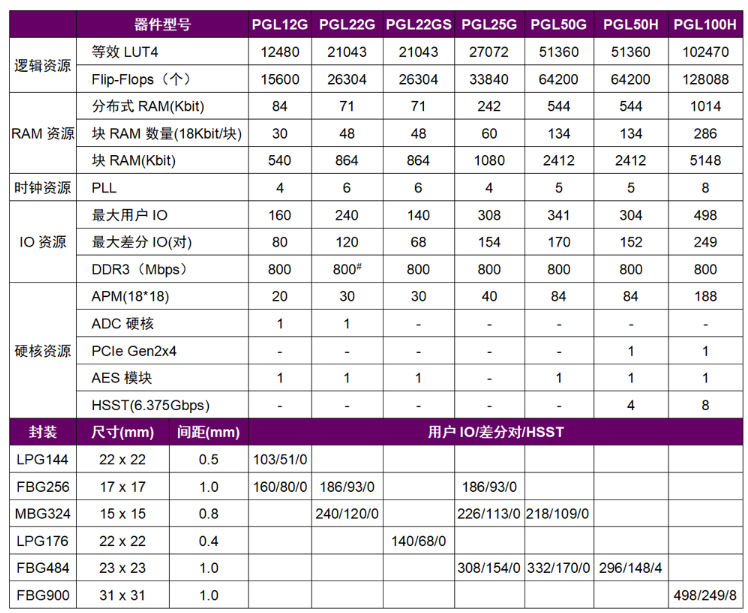 器件型号 PGL12G PGL22G PGL22GS PGL25G PGL50G PGL50H PGL100H
逻辑资源 等效 LUT4 12480 21043 21043 27072 51360 51360 102470
Flip-Flops（个） 15600 26304 26304 33840 64200 64200 128088
RAM 资源 分布式 RAM(Kbit) 84 71 71 242 544 544 1014
块 RAM 数量(18Kbit/块) 30 48 48 60 134 134 286
块 RAM(Kbit) 540 864 864 1080 2412 2412 5148
时钟资源 PLL 4 6 6 4 5 5 8
IO 资源 最大用户 IO 160 240 140 308 341 304 498
最大差分 IO(对) 80 120 68 154 170 152 249
DDR3（Mbps） 800 800# 800 800 800 800 800
硬核资源 APM(18*18) 20 30 30 40 84 84 188
ADC 硬核 1 1 - - - - -
PCIe Gen2x4 - - - - - 1 1
AES 模块 1 1 1 - 1 1 1
HSST(6.375Gbps) - - - - - 4 8
封装 尺寸(mm) 间距(mm) 用户 IO/差分对/HSST
LPG144 22 x 22 0.5 103/51/0
FBG256 17 x 17 1.0 160/80/0 186/93/0 186/93/0
MBG324 15 x 15 0.8 240/120/0 226/113/0 218/109/0
LPG176 22 x 22 0.4 140/68/0
FBG484 23 x 23 1.0 308/154/0 332/170/0 296/148/4
FBG900 31 x 31 1.0 498/249/8